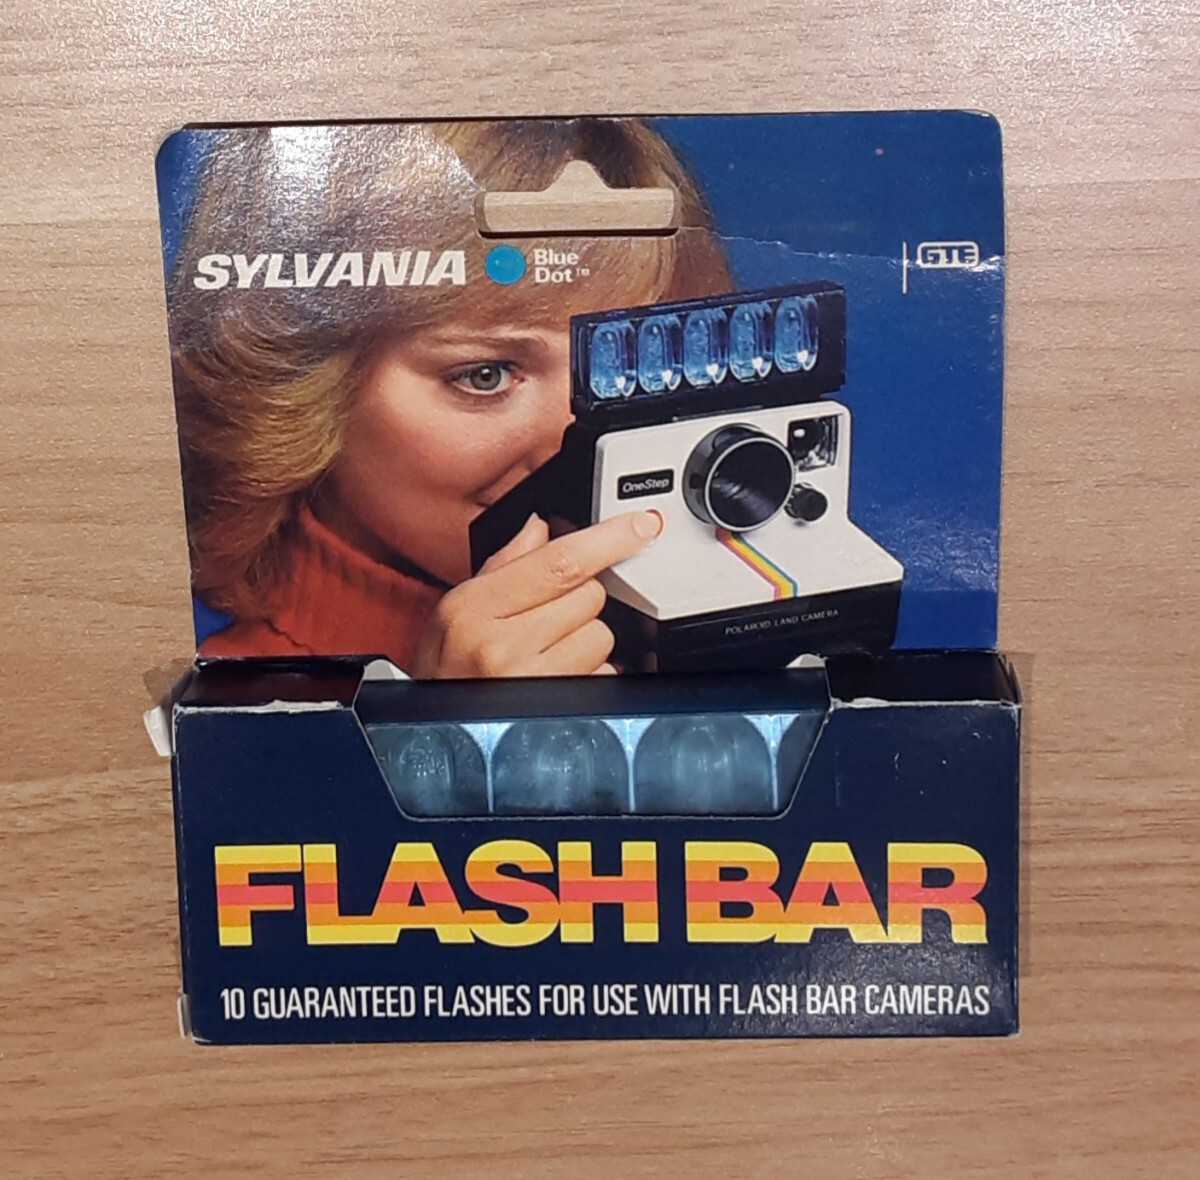 SYLVANIA
Blue
Dot™
GTE
OneStep
POLAROID LAND CAMERA
FLASH BAR
10 GUARANTEED FLASHES FOR USE WITH FLASH BAR CAMERAS